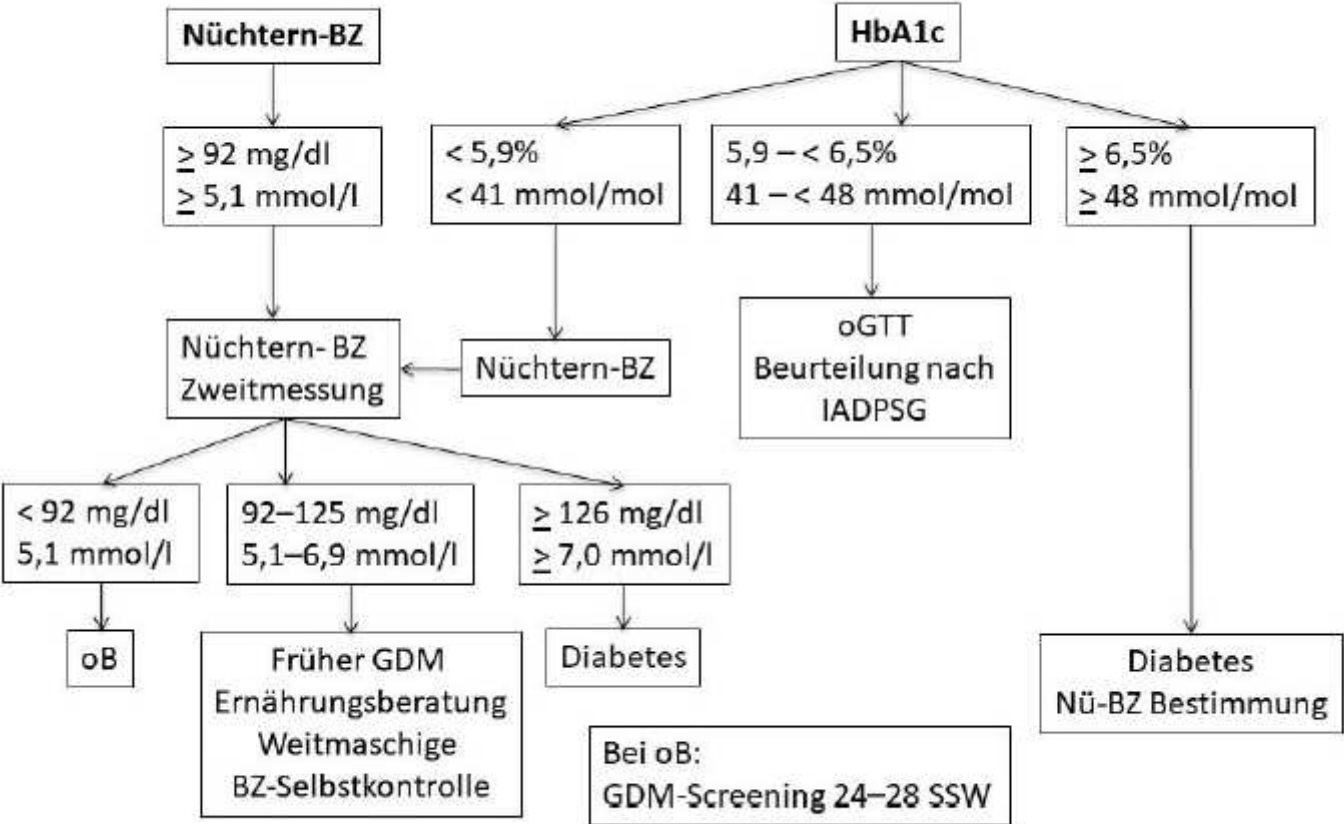 Nüchtern-BZ
HbA1c
≥ 92 mg/dl
≥ 5,1 mmol/l
< 5,9%
< 41 mmol/mol
5,9 – < 6,5%
41 – < 48 mmol/mol
≥ 6,5%
≥ 48 mmol/mol
Nüchtern- BZ
Zweitmessung
Nüchtern-BZ
oGTT
Beurteilung nach
IADPSG
< 92 mg/dl
5,1 mmol/l
92–125 mg/dl
5,1–6,9 mmol/l
≥ 126 mg/dl
≥ 7,0 mmol/l
oB
Früher GDM
Ernährungsberatung
Weitmaschige
BZ-Selbstkontrolle
Diabetes
Diabetes
Nü-BZ Bestimmung
Bei oB:
GDM-Screening 24–28 SSW